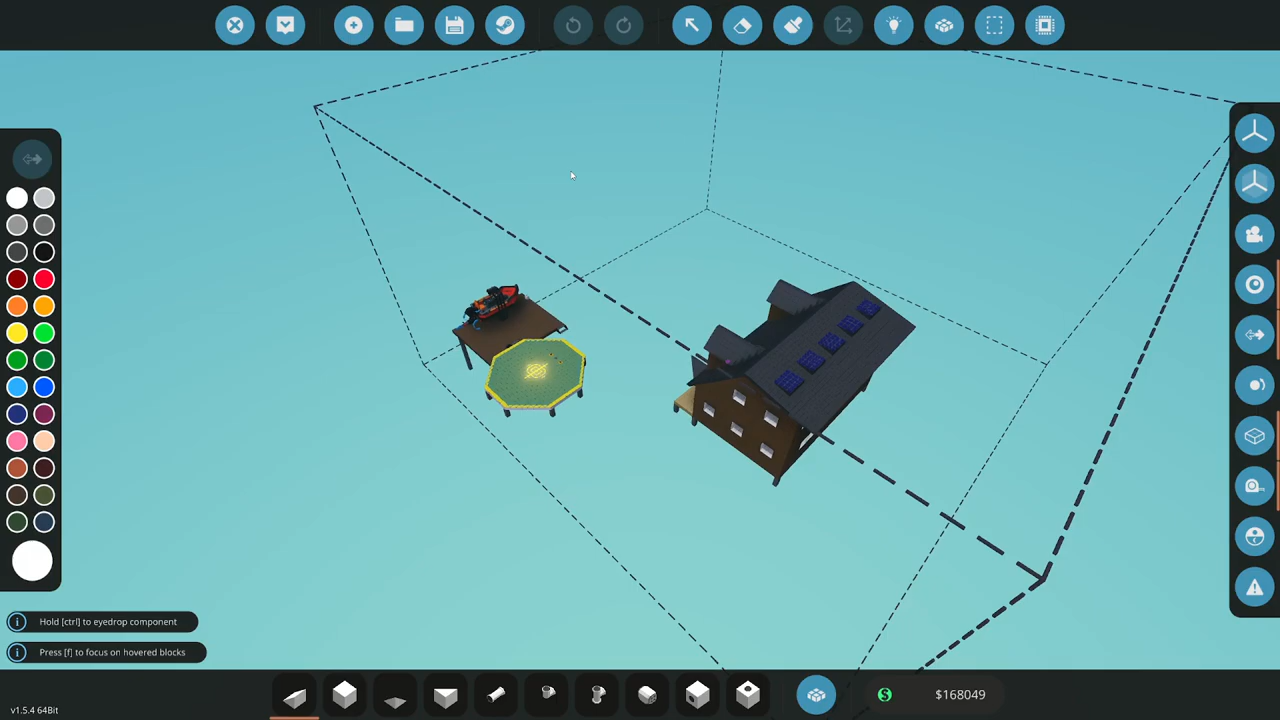 Hold [ctrl] to eyedrop component
Press [f] to focus on hovered blocks
$168049
v1.5.4 64Bit